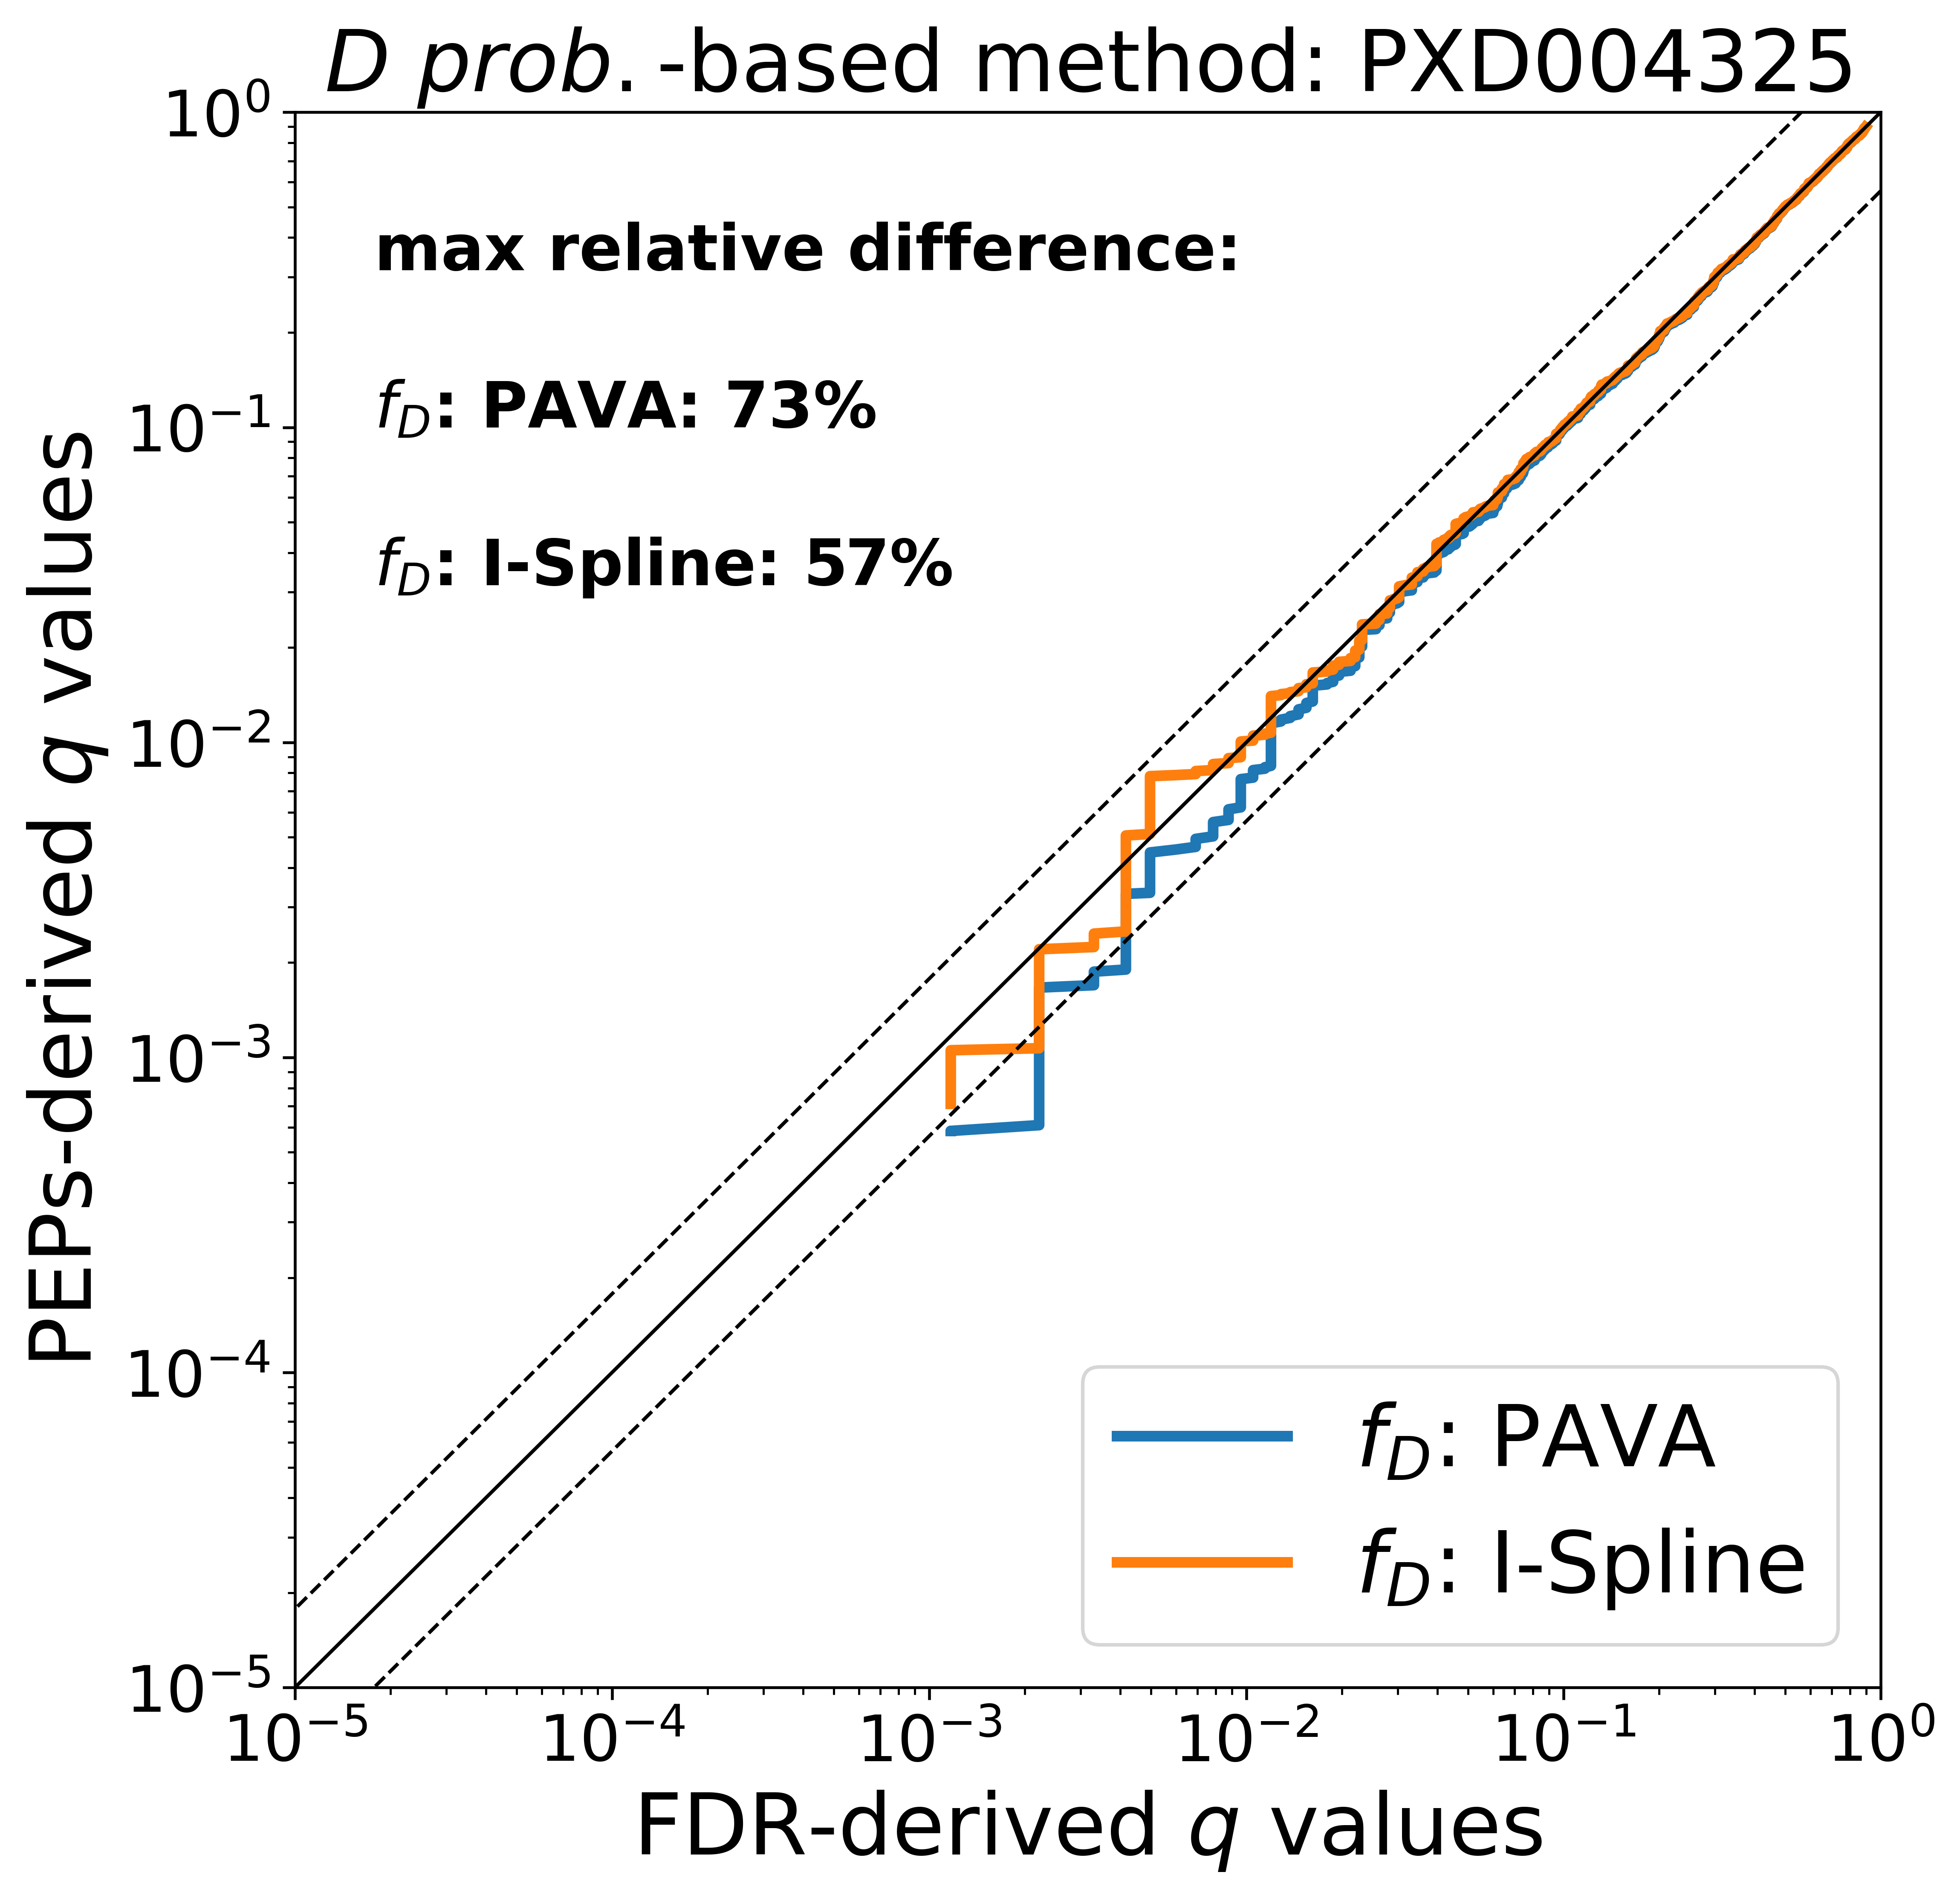 D prob.-based method: PXD004325
max relative difference:
f_D: PAVA: 73%
f_D: I-Spline: 57%
PEPs-derived q values
10^0
10^−1
10^−2
10^−3
10^−4
10^−5
10^−5 10^−4 10^−3 10^−2 10^−1 10^0
FDR-derived q values
f_D: PAVA
f_D: I-Spline